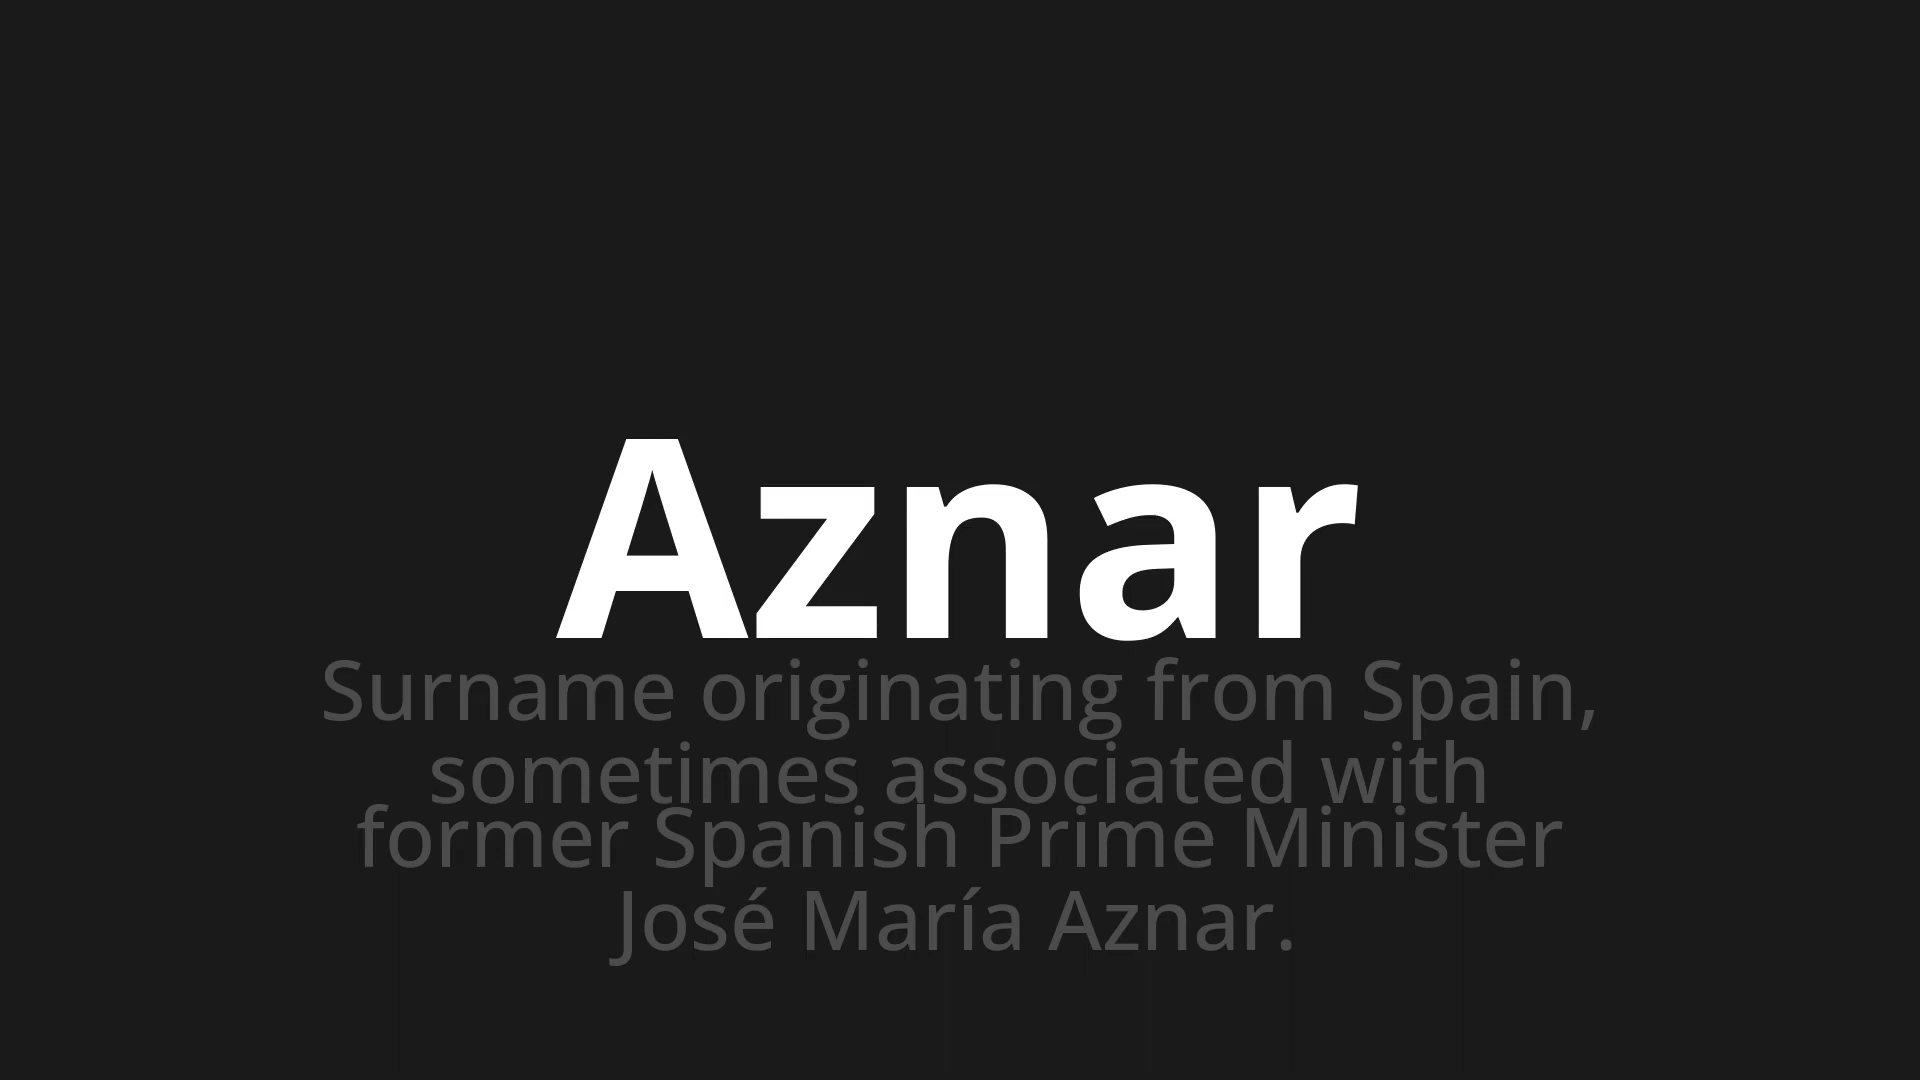 Aznar
Surname originating from Spain,
sometimes associated with
former Spanish Prime Minister
José María Aznar.